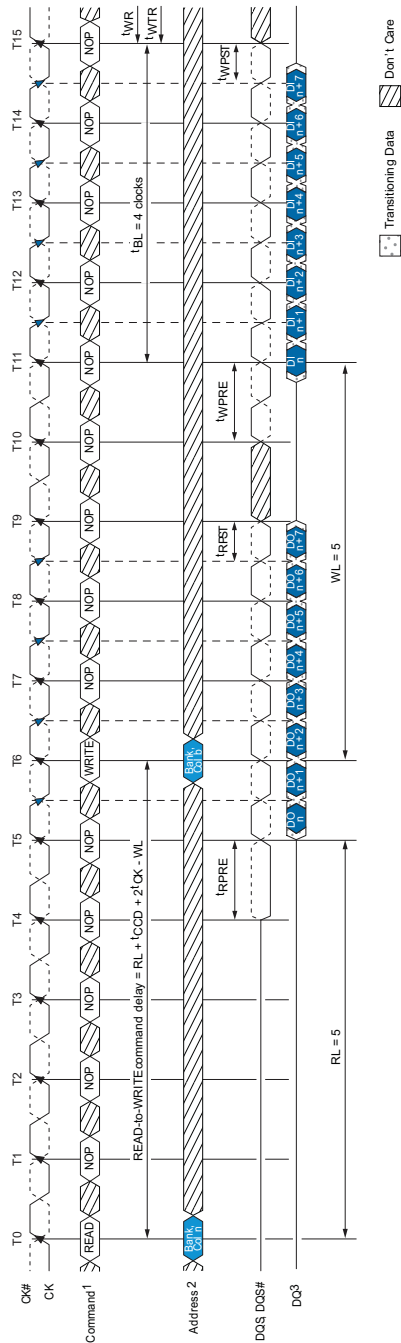 T0 T1 T2 T3 T4 T5 T6 T7 T8 T9 T10 T11 T12 T13 T14 T15
CK#
CK
Command1 READ NOP NOP NOP NOP NOP WRITE NOP NOP NOP NOP NOP NOP NOP NOP NOP
tWR
READ-to-WRITE command delay = RL + tCCD + 2tCK - WL
tBL = 4 clocks
tWTR
Address 2
Bank, Col n
Bank, Col b
tRPRE
tRPST
tWPRE
tWPST
DQS, DQS#
DQ3
DO n
DO n + 1
DO n + 2
DO n + 3
DO n + 4
DO n + 5
DO n + 6
DO n + 7
DI n
DI n + 1
DI n + 2
DI n + 3
DI n + 4
DI n + 5
DI n + 6
DI n + 7
RL = 5
WL = 5
Transitioning Data
Don't Care